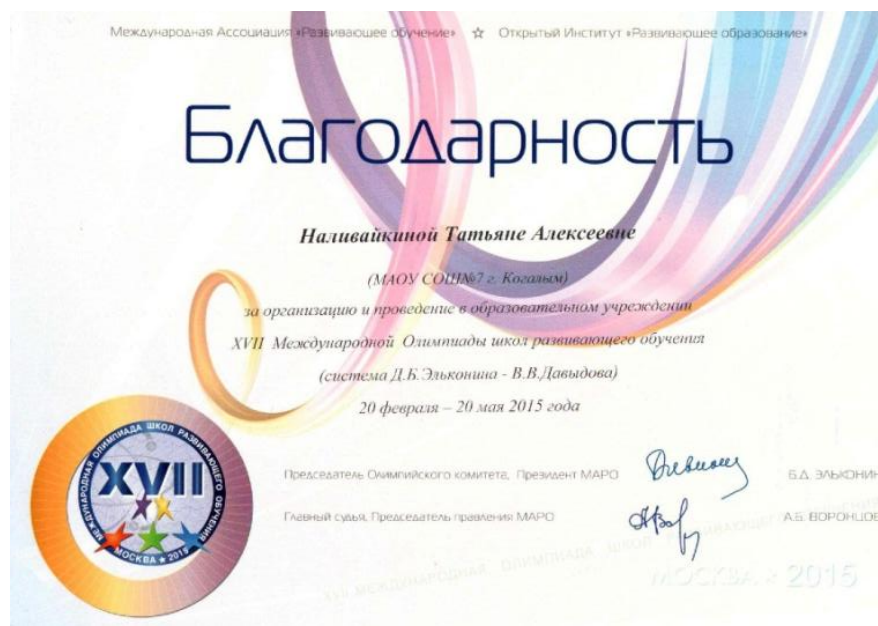 Международная Ассоциация «Развивающее обучение» ☆ Открытый Институт «Развивающее образование»
Благодарность
Наливайкиной Татьяне Алексеевне
(МАОУ СОШ№7 г. Когалым)
за организацию и проведение в образовательном учреждении
XVII Международной Олимпиады школ развивающего обучения
(система Д.Б.Эльконина - В.В.Давыдова)
20 февраля – 20 мая 2015 года
Председатель Олимпийского комитета, Президент МАРО Б.Д. ЭЛЬКОНИН
Главный судья, Председатель правления МАРО А.Б. ВОРОНЦОВ
МЕЖДУНАРОДНАЯ ОЛИМПИАДА ШКОЛ РАЗВИВАЮЩЕГО ОБУЧЕНИЯ
XVII
МОСКВА ★ 2015
XVII МЕЖДУНАРОДНАЯ ОЛИМПИАДА ШКОЛ РАЗВИВАЮЩЕГО
МОСКВА ★ 2015